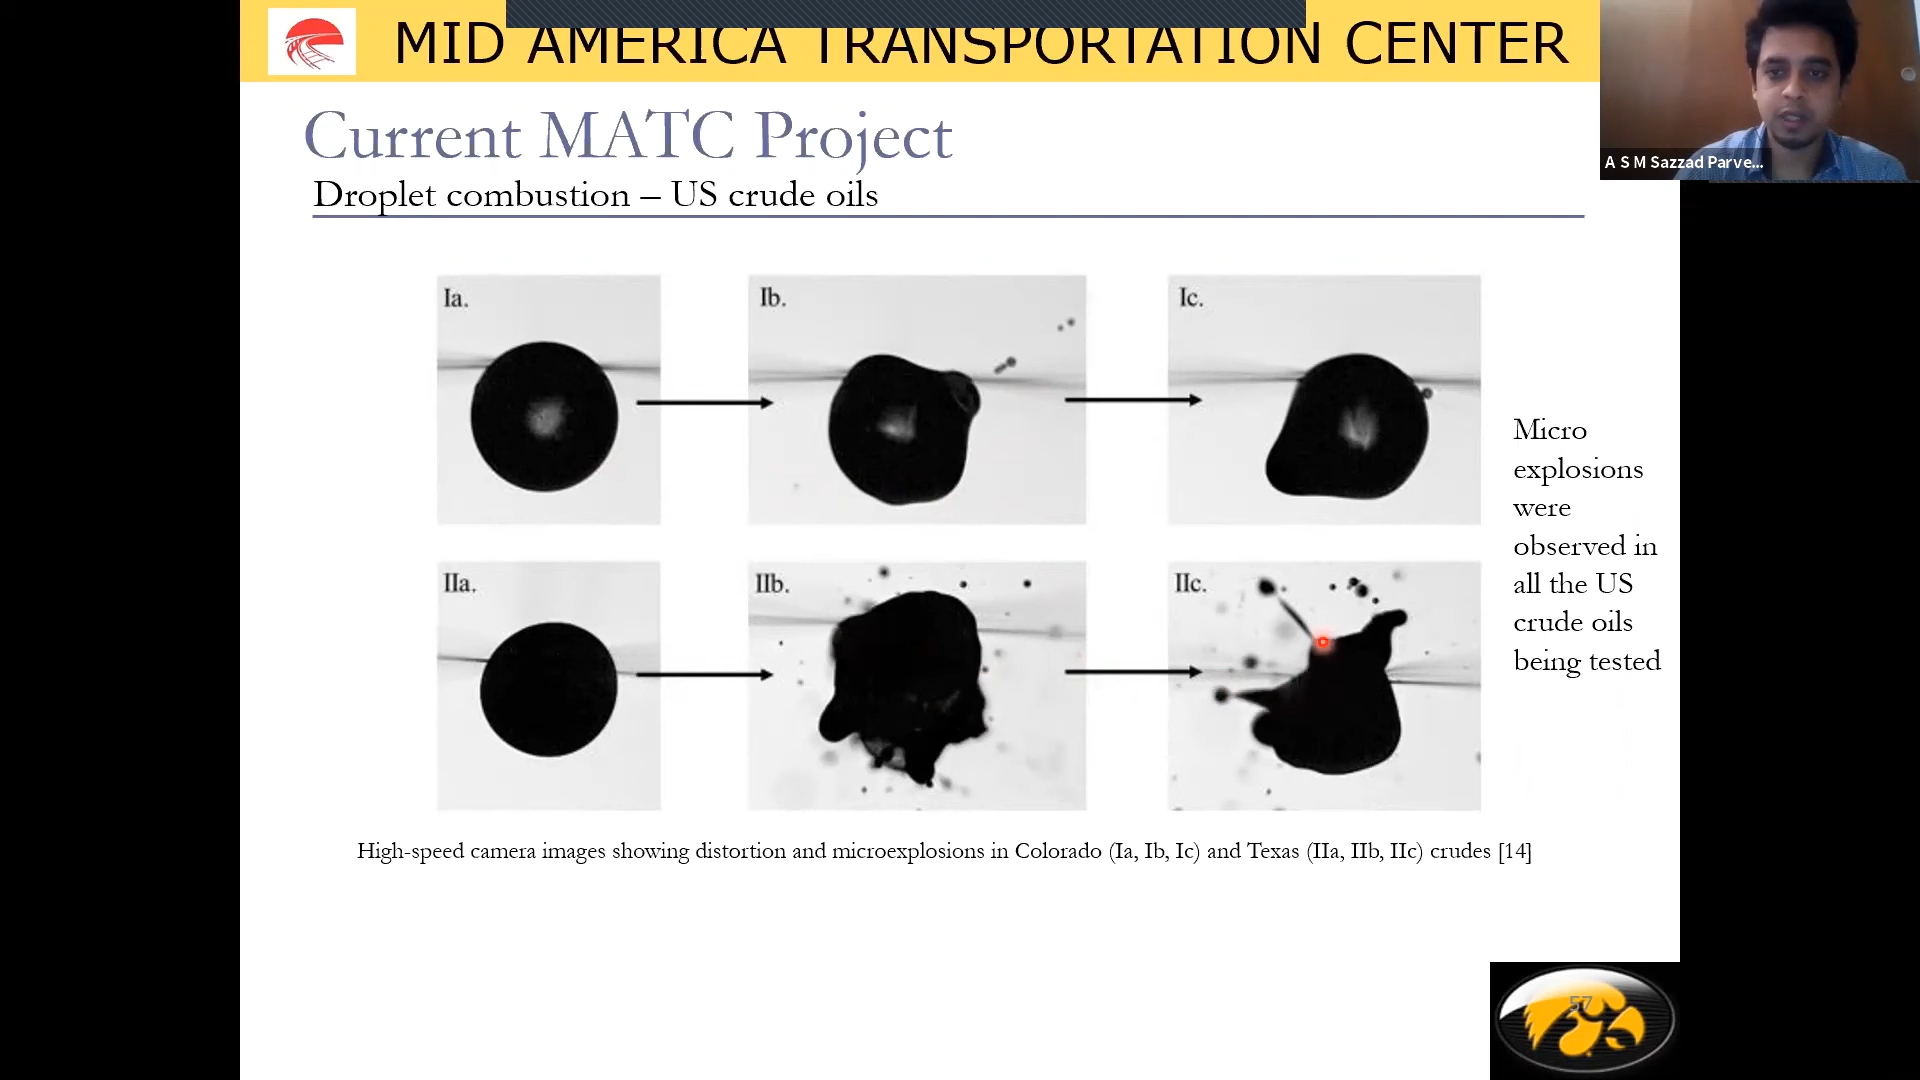 MID AMERICA TRANSPORTATION CENTER
A S M Sazzad Parve...
Current MATC Project
Droplet combustion – US crude oils
Ia.
Ib.
Ic.
IIa.
IIb.
IIc.
Micro
explosions
were
observed in
all the US
crude oils
being tested
High-speed camera images showing distortion and microexplosions in Colorado (Ia, Ib, Ic) and Texas (IIa, IIb, IIc) crudes [14]
57